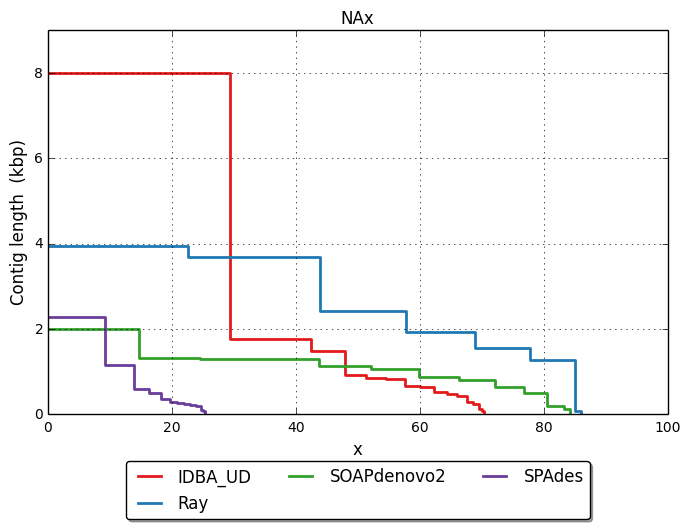 NAx
8
6
4
2
0
Contig length (kbp)
0 20 40 60 80 100
x
IDBA_UD SOAPdenovo2 SPAdes
Ray